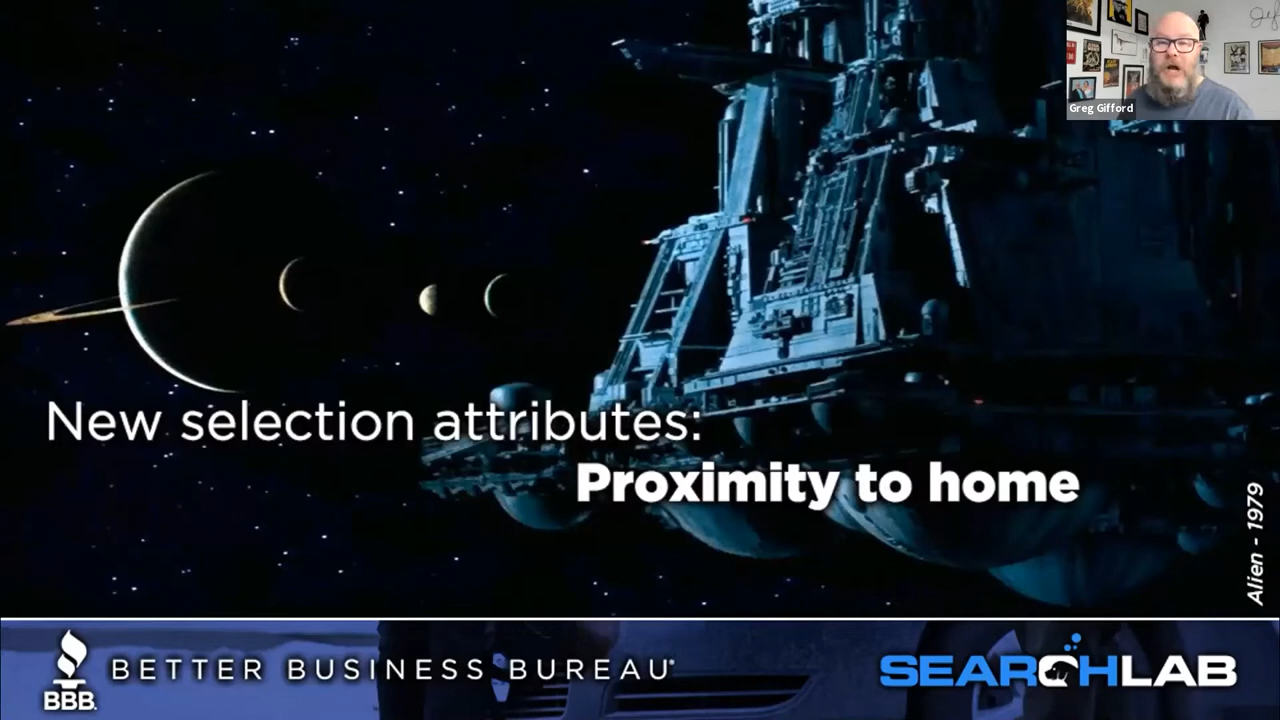 Greg Gifford
New selection attributes:
Proximity to home
Alien - 1979
BBB.
BETTER BUSINESS BUREAU®
SEARCHLAB